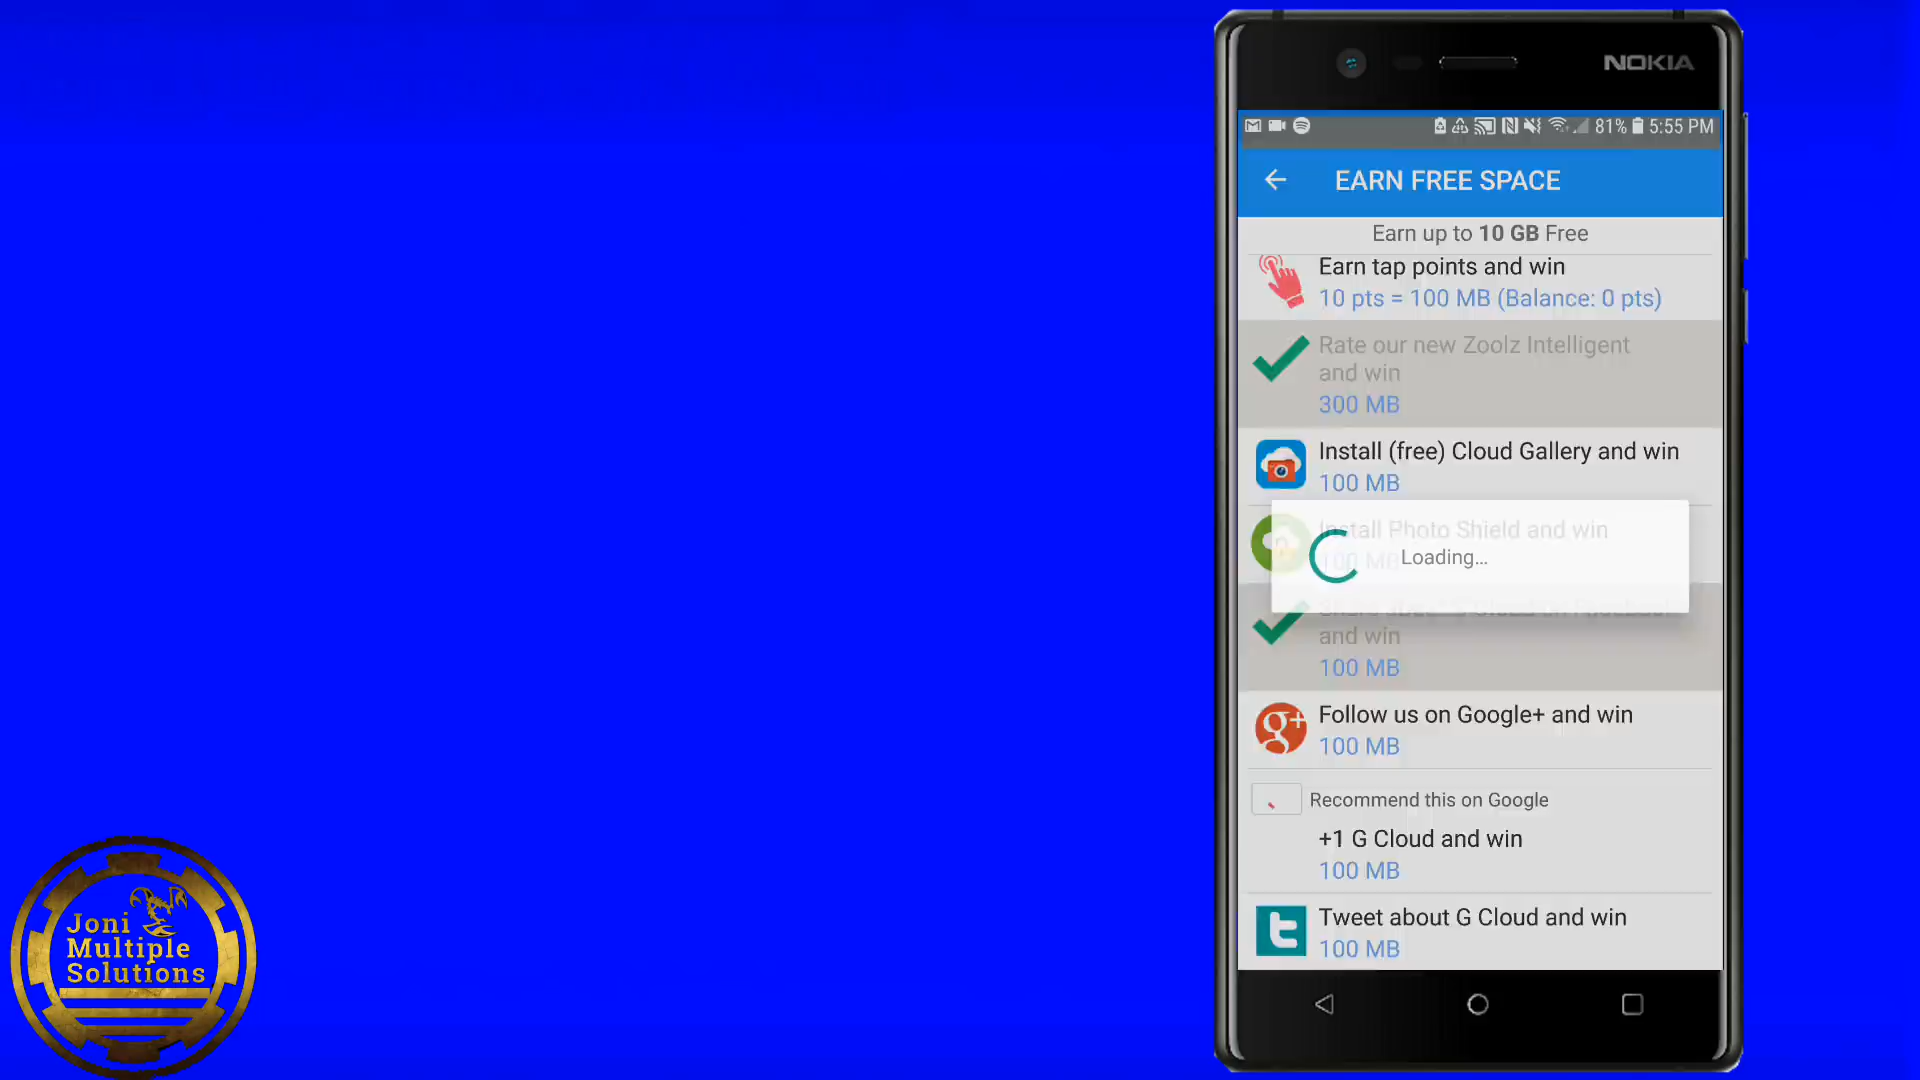 NOKIA
81% 5:55 PM
EARN FREE SPACE
Earn up to 10 GB Free
Earn tap points and win
10 pts = 100 MB (Balance: 0 pts)
Rate our new Zoolz Intelligent
and win
300 MB
Install (free) Cloud Gallery and win
100 MB
Install Photo Shield and win
100 MB
Loading...
and win
100 MB
g+
Follow us on Google+ and win
100 MB
Recommend this on Google
+1 G Cloud and win
100 MB
Tweet about G Cloud and win
100 MB
Joni
Multiple
Solutions